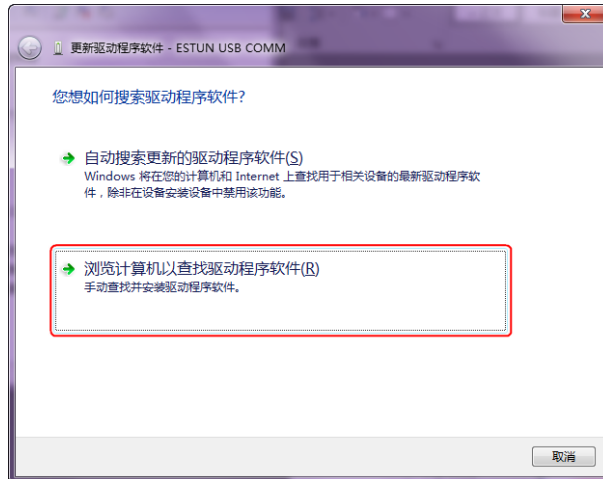 更新驱动程序软件 - ESTUN USB COMM
您想如何搜索驱动程序软件?
自动搜索更新的驱动程序软件(S)
Windows 将在您的计算机和 Internet 上查找用于相关设备的最新驱动程序软
件，除非在设备安装设备中禁用该功能。
浏览计算机以查找驱动程序软件(R)
手动查找并安装驱动程序软件。
取消